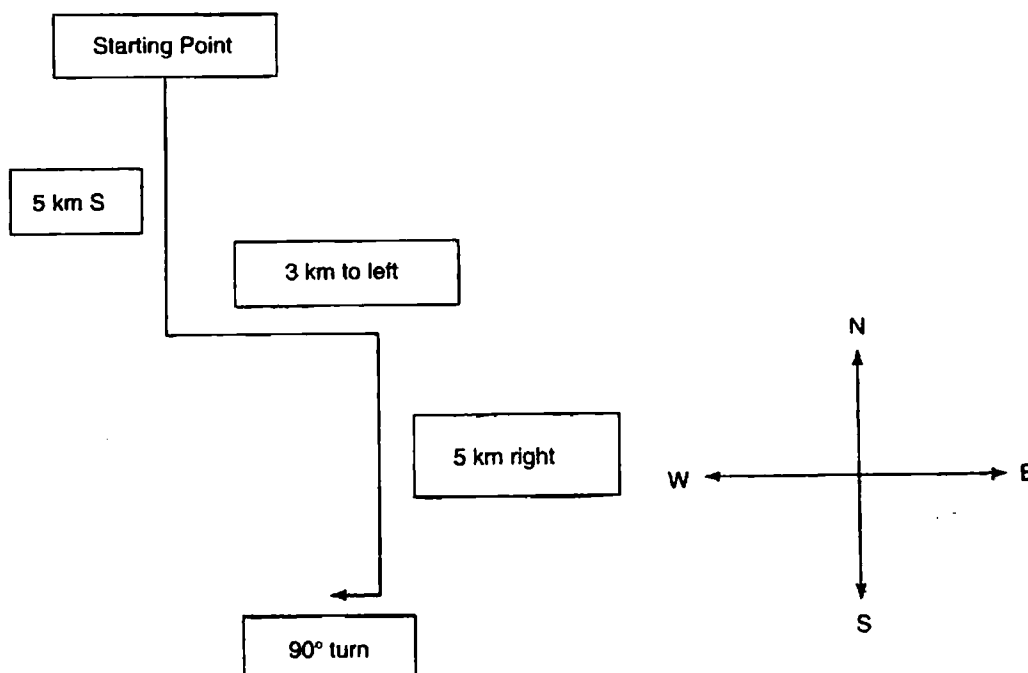 Starting Point
5 km S
3 km to left
N
5 km right
W
E
S
90° turn